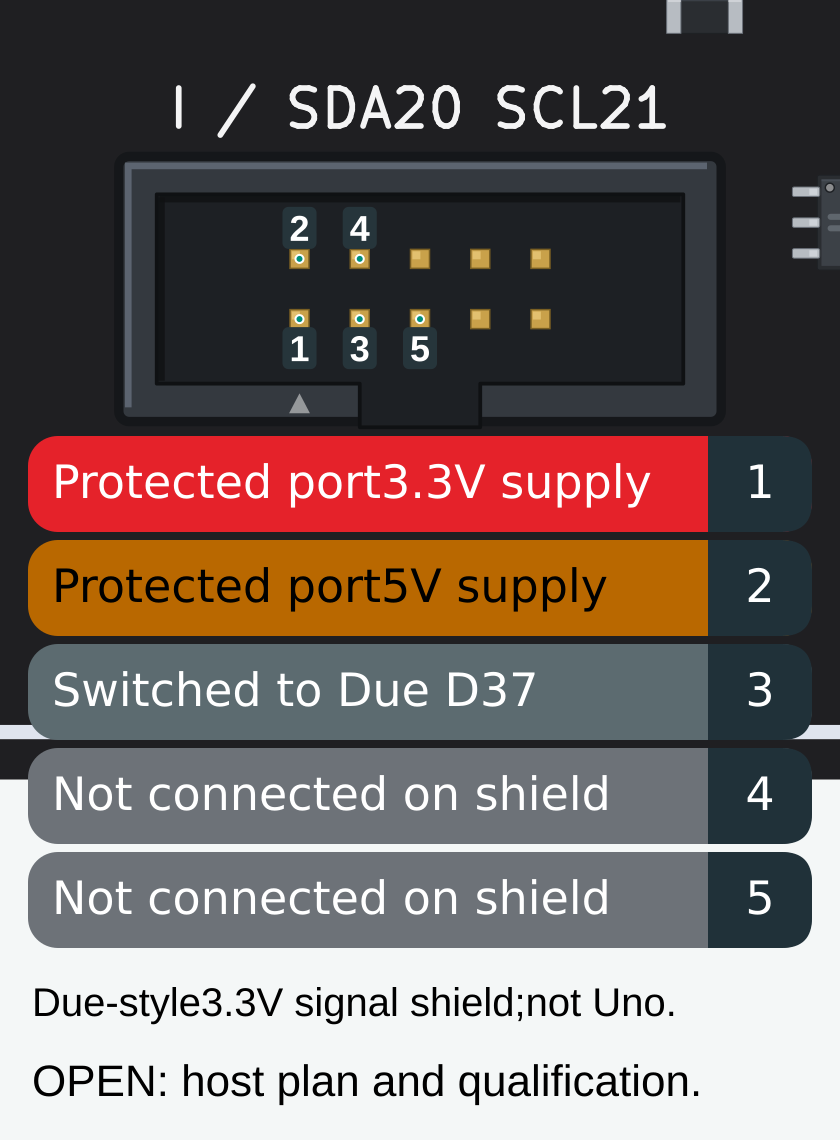 I / SDA20 SCL21
2 4
1 3 5
Protected port3.3V supply 1
Protected port5V supply 2
Switched to Due D37 3
Not connected on shield 4
Not connected on shield 5
Due-style3.3V signal shield;not Uno.
OPEN: host plan and qualification.